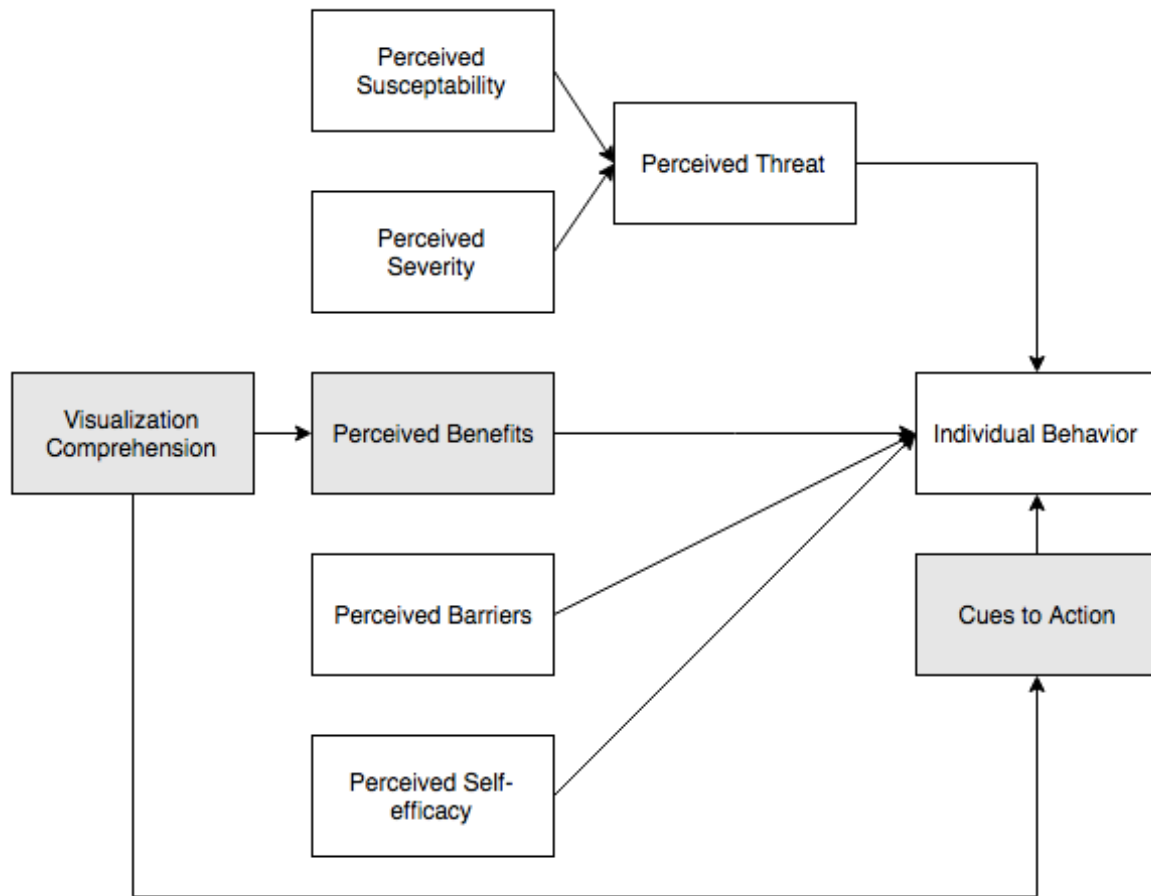 Perceived
Susceptability
Perceived Threat
Perceived
Severity
Visualization
Comprehension
Perceived Benefits
Individual Behavior
Perceived Barriers
Cues to Action
Perceived Self-
efficacy